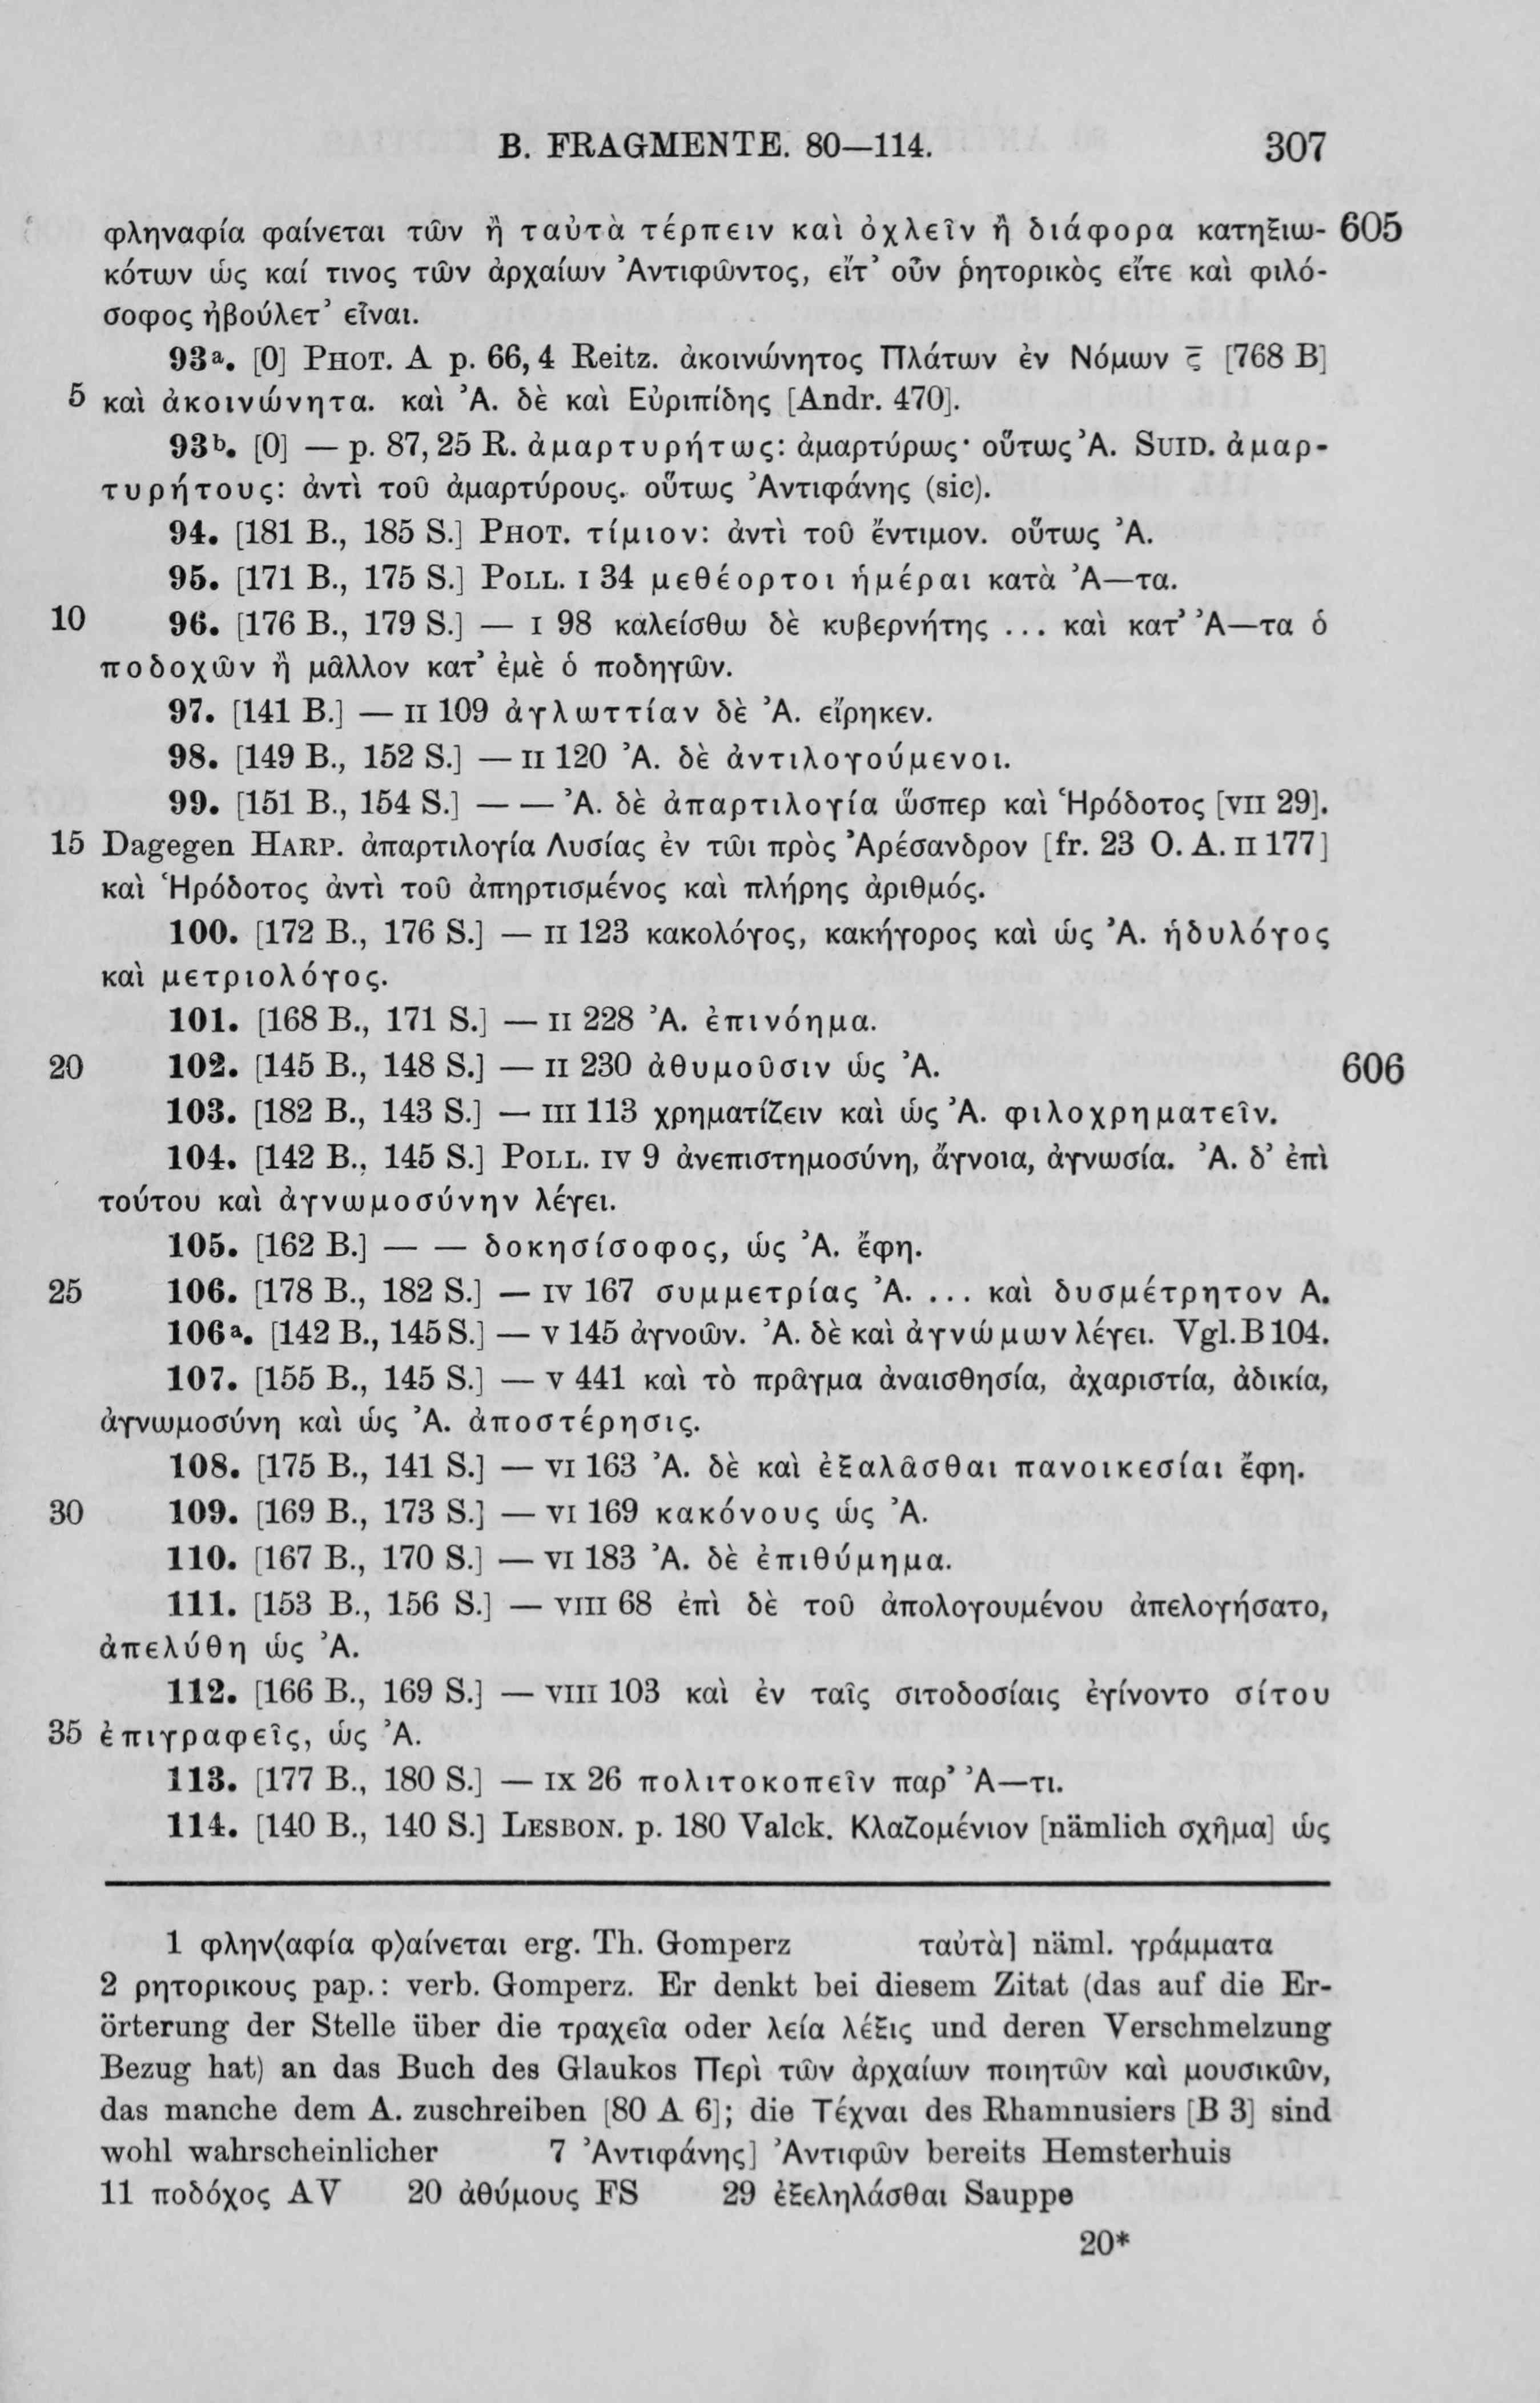 B. FRAGMENTE. 80—114. 307
φληναφία φαίνεται τῶν ἢ ταὐτὰ τέρπειν καὶ ὀχλεῖν ἢ διάφορα κατηξιω- 605
κότων ὡς καί τινος τῶν ἀρχαίων Ἀντιφῶντος, εἴτ’ οὖν ῥητορικὸς εἴτε καὶ φιλό-
σοφος ἠβούλετ’ εἶναι.
93ᵃ. [0] PHOT. A p. 66, 4 Reitz. ἀκοινώνητος Πλάτων ἐν Νόμων ς̅ [768 B]
5 καὶ ἀκοινώνητα. καὶ Ἀ. δὲ καὶ Εὐριπίδης [Andr. 470].
93ᵇ. [0] — p. 87, 25 R. ἀμαρτυρήτως: ἀμαρτύρως· οὕτως Ἀ. SUID. ἀμαρ-
τυρήτους: ἀντὶ τοῦ ἀμαρτύρους. οὕτως Ἀντιφάνης (sic).
94. [181 B., 185 S.] PHOT. τίμιον: ἀντὶ τοῦ ἔντιμον. οὕτως Ἀ.
95. [171 B., 175 S.] POLL. I 34 μεθέορτοι ἡμέραι κατὰ Ἀ—τα.
10 96. [176 B., 179 S.] — I 98 καλείσθω δὲ κυβερνήτης ... καὶ κατ’ Ἀ—τα ὁ
ποδοχῶν ἢ μᾶλλον κατ’ ἐμὲ ὁ ποδηγῶν.
97. [141 B.] — II 109 ἀγλωττίαν δὲ Ἀ. εἴρηκεν.
98. [149 B., 152 S.] — II 120 Ἀ. δὲ ἀντιλογούμενοι.
99. [151 B., 154 S.] — — Ἀ. δὲ ἀπαρτιλογία ὥσπερ καὶ Ἡρόδοτος [VII 29].
15 Dagegen HARP. ἀπαρτιλογία Λυσίας ἐν τῶι πρὸς Ἀρέσανδρον [fr. 23 O. A. II 177]
καὶ Ἡρόδοτος ἀντὶ τοῦ ἀπηρτισμένος καὶ πλήρης ἀριθμός.
100. [172 B., 176 S.] — II 123 κακολόγος, κακήγορος καὶ ὡς Ἀ. ἡδυλόγος
καὶ μετριολόγος.
101. [168 B., 171 S.] — II 228 Ἀ. ἐπινόημα.
20 102. [145 B., 148 S.] — II 230 ἀθυμοῦσιν ὡς Ἀ. 606
103. [182 B., 143 S.] — III 113 χρηματίζειν καὶ ὡς Ἀ. φιλοχρηματεῖν.
104. [142 B., 145 S.] POLL. IV 9 ἀνεπιστημοσύνη, ἄγνοια, ἀγνωσία. Ἀ. δ’ ἐπὶ
τούτου καὶ ἀγνωμοσύνην λέγει.
105. [162 B.] — — δοκησίσοφος, ὡς Ἀ. ἔφη.
25 106. [178 B., 182 S.] — IV 167 συμμετρίας Ἀ. ... καὶ δυσμέτρητον A.
106ᵃ. [142 B., 145 S.] — V 145 ἀγνοῶν. Ἀ. δὲ καὶ ἀγνώμων λέγει. Vgl. B 104.
107. [155 B., 145 S.] — V 441 καὶ τὸ πρᾶγμα ἀναισθησία, ἀχαριστία, ἀδικία,
ἀγνωμοσύνη καὶ ὡς Ἀ. ἀποστέρησις.
108. [175 B., 141 S.] — VI 163 Ἀ. δὲ καὶ ἐξαλᾶσθαι πανοικεσίαι ἔφη.
30 109. [169 B., 173 S.] — VI 169 κακόνους ὡς Ἀ.
110. [167 B., 170 S.] — VI 183 Ἀ. δὲ ἐπιθύμημα.
111. [153 B., 156 S.] — VIII 68 ἐπὶ δὲ τοῦ ἀπολογουμένου ἀπελογήσατο,
ἀπελύθη ὡς Ἀ.
112. [166 B., 169 S.] — VIII 103 καὶ ἐν ταῖς σιτοδοσίαις ἐγίνοντο σίτου
35 ἐπιγραφεῖς, ὡς Ἀ.
113. [177 B., 180 S.] — IX 26 πολιτοκοπεῖν παρ’ Ἀ—τι.
114. [140 B., 140 S.] LESBON. p. 180 Valck. Κλαζομένιον [nämlich σχῆμα] ὡς
1 φλην⟨αφία φ⟩αίνεται erg. Th. Gomperz ταὐτὰ] näml. γράμματα
2 ρητορικους pap.: verb. Gomperz. Er denkt bei diesem Zitat (das auf die Er-
örterung der Stelle über die τραχεῖα oder λεία λέξις und deren Verschmelzung
Bezug hat) an das Buch des Glaukos Περὶ τῶν ἀρχαίων ποιητῶν καὶ μουσικῶν,
das manche dem A. zuschreiben [80 A 6]; die Τέχναι des Rhamnusiers [B 3] sind
wohl wahrscheinlicher 7 Ἀντιφάνης] Ἀντιφῶν bereits Hemsterhuis
11 ποδόχος AV 20 ἀθύμους FS 29 ἐξεληλάσθαι Sauppe
20*